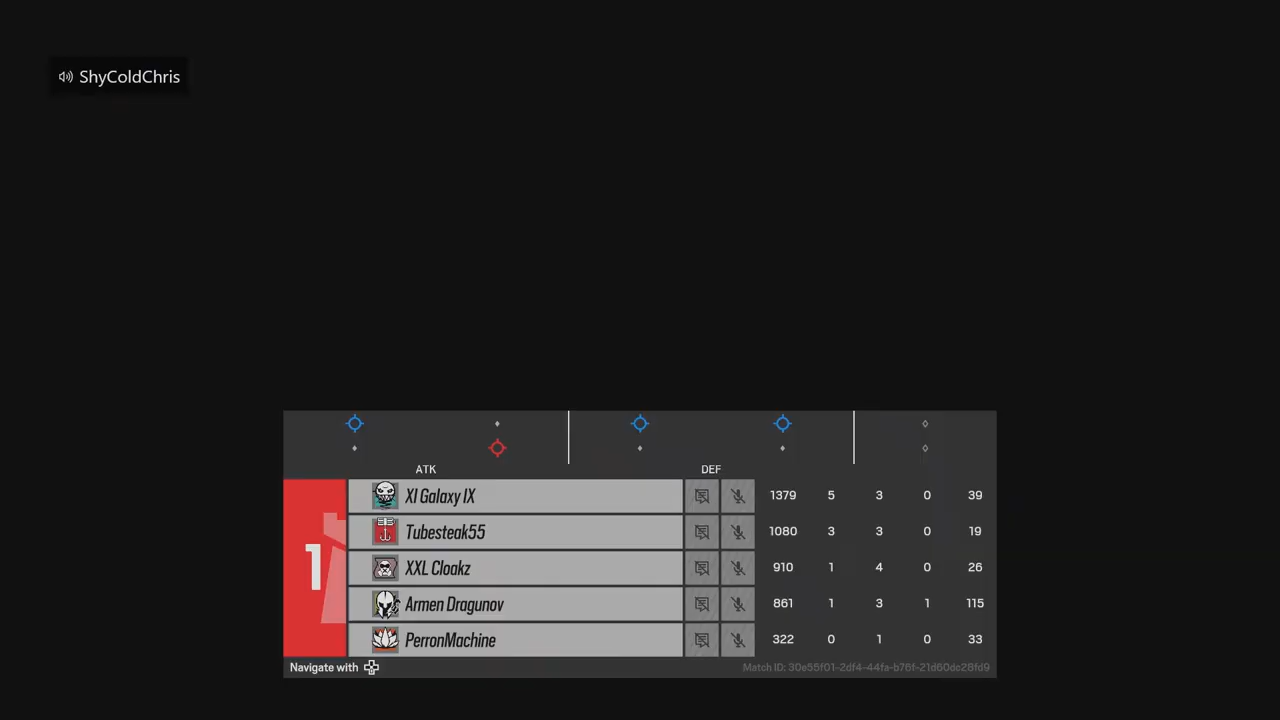 ShyColdChris
ATK DEF
1
XI Galaxy IX 1379 5 3 0 39
Tubesteak55 1080 3 3 0 19
XXL Cloakz 910 1 4 0 26
Armen Dragunov 861 1 3 1 115
PerronMachine 322 0 1 0 33
Navigate with
Match ID: 30e55f01-2df4-44fa-b76f-21d60dc28fd9